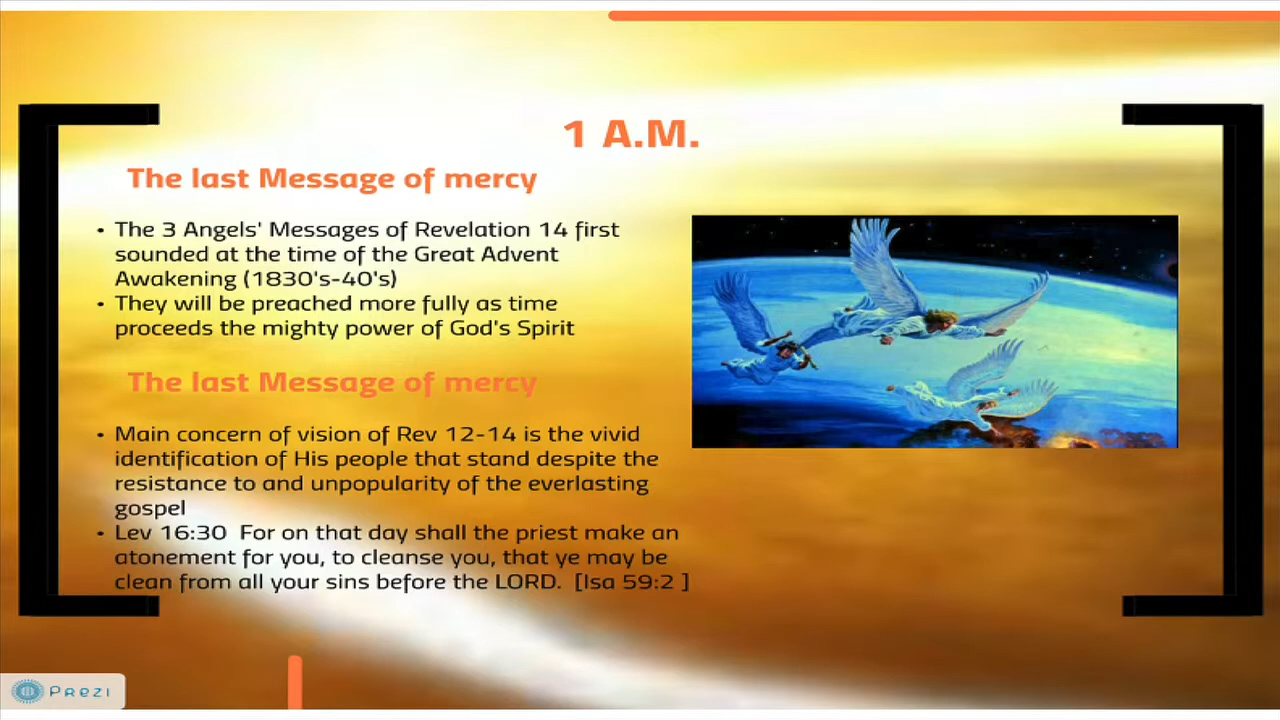 1 A.M.
The last Message of mercy
• The 3 Angels' Messages of Revelation 14 first
sounded at the time of the Great Advent
Awakening (1830's-40's)
• They will be preached more fully as time
proceeds the mighty power of God's Spirit
The last Message of mercy
• Main concern of vision of Rev 12-14 is the vivid
identification of His people that stand despite the
resistance to and unpopularity of the everlasting
gospel
• Lev 16:30  For on that day shall the priest make an
atonement for you, to cleanse you, that ye may be
clean from all your sins before the LORD.  [Isa 59:2 ]
Prezi